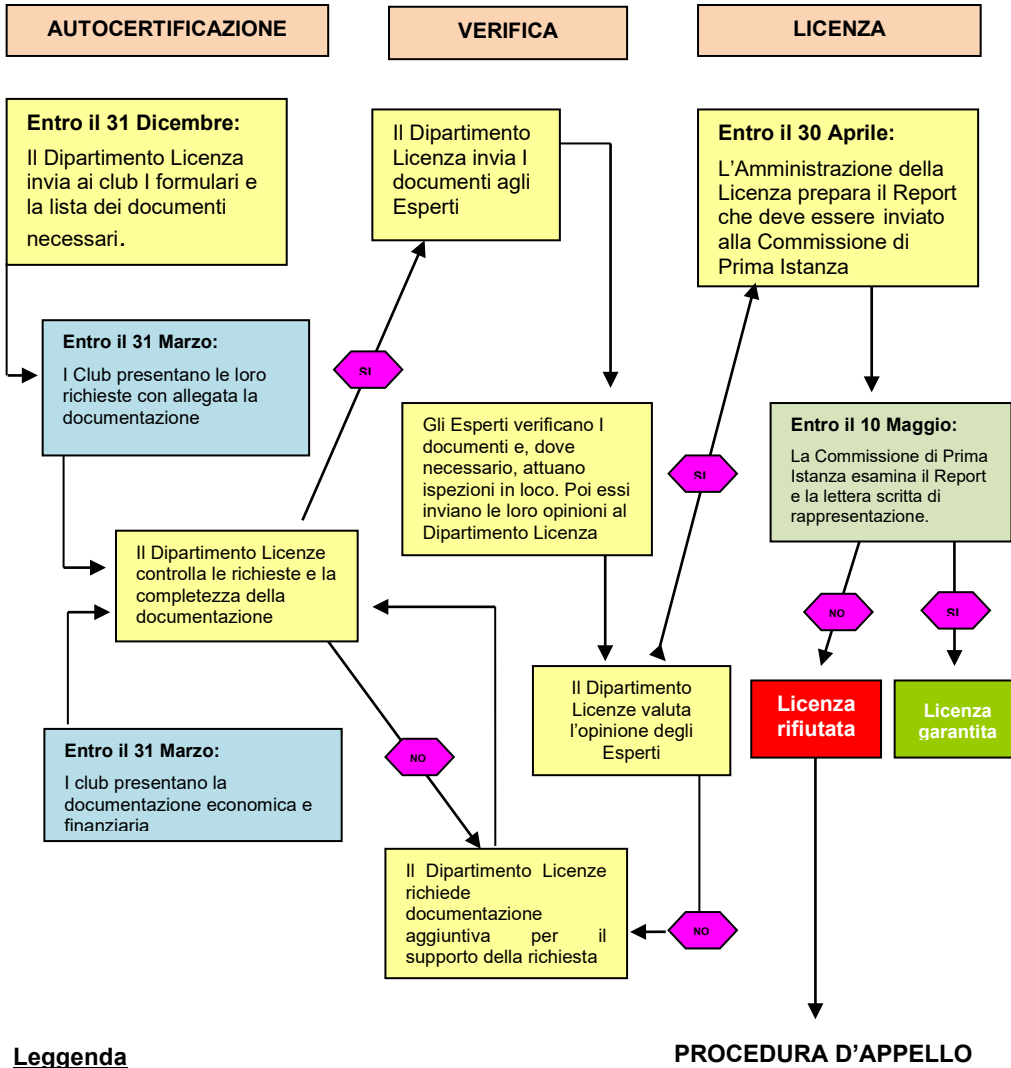 AUTOCERTIFICAZIONE
VERIFICA
LICENZA
Entro il 31 Dicembre:
Il Dipartimento Licenza
invia ai club I formulari e
la lista dei documenti
necessari.
Il Dipartimento
Licenza invia I
documenti agli
Esperti
Entro il 30 Aprile:
L'Amministrazione della
Licenza prepara il Report
che deve essere inviato
alla Commissione di
Prima Istanza
Entro il 31 Marzo:
I Club presentano le loro
richieste con allegata la
documentazione
SI
Gli Esperti verificano I
documenti e, dove
necessario, attuano
ispezioni in loco. Poi essi
inviano le loro opinioni al
Dipartimento Licenza
SI
Entro il 10 Maggio:
La Commissione di Prima
Istanza esamina il Report
e la lettera scritta di
rappresentazione.
Il Dipartimento Licenze
controlla le richieste e la
completezza della
documentazione
NO
SI
Il Dipartimento
Licenze valuta
l'opinione degli
Esperti
Licenza
rifiutata
Licenza
garantita
Entro il 31 Marzo:
I club presentano la
documentazione economica e
finanziaria
NO
Il Dipartimento Licenze
richiede
documentazione
aggiuntiva per il
supporto della richiesta
NO
Leggenda
PROCEDURA D'APPELLO